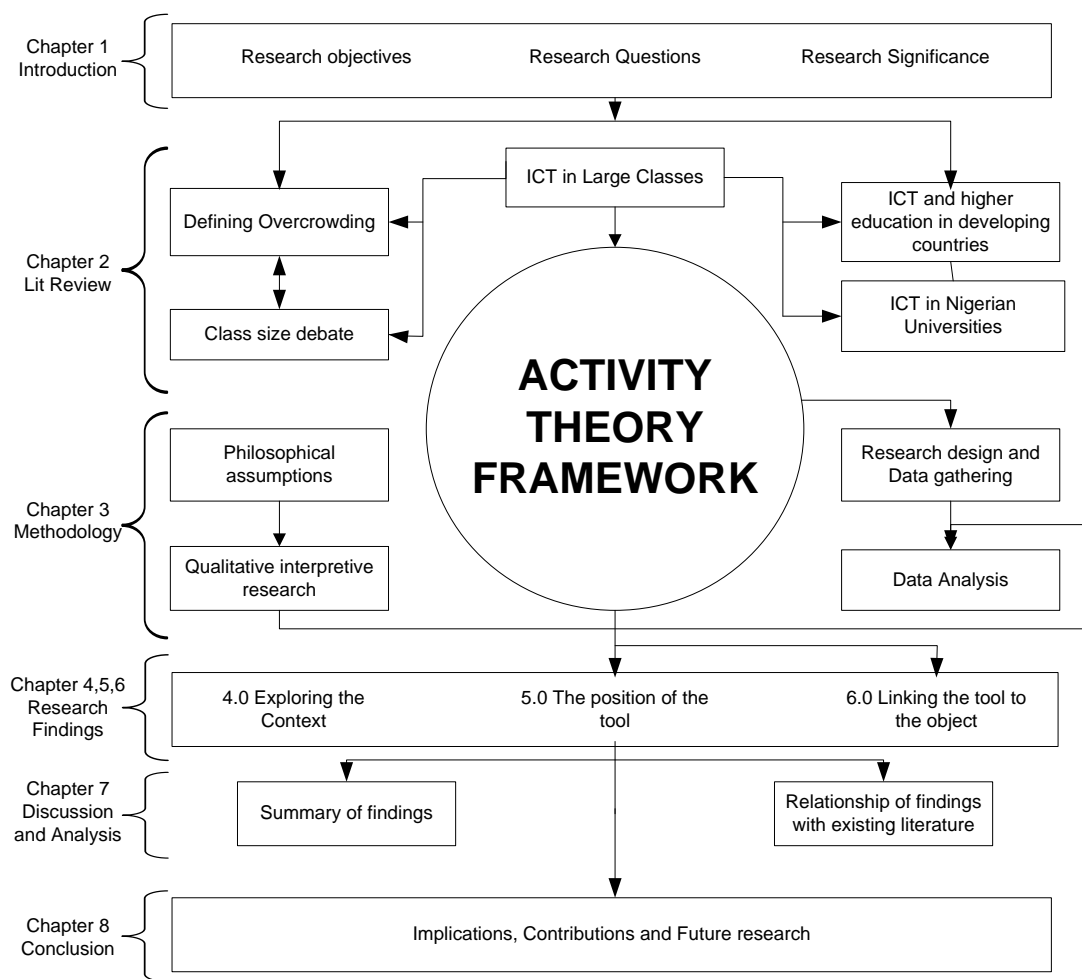 Chapter 1
Introduction
Research objectives
Research Questions
Research Significance
Chapter 2
Lit Review
ICT in Large Classes
Defining Overcrowding
Class size debate
ICT and higher
education in developing
countries
ICT in Nigerian
Universities
ACTIVITY
THEORY
FRAMEWORK
Chapter 3
Methodology
Philosophical
assumptions
Qualitative interpretive
research
Research design and
Data gathering
Data Analysis
Chapter 4,5,6
Research
Findings
4.0 Exploring the
Context
5.0 The position of the
tool
6.0 Linking the tool to
the object
Chapter 7
Discussion
and Analysis
Summary of findings
Relationship of findings
with existing literature
Chapter 8
Conclusion
Implications, Contributions and Future research